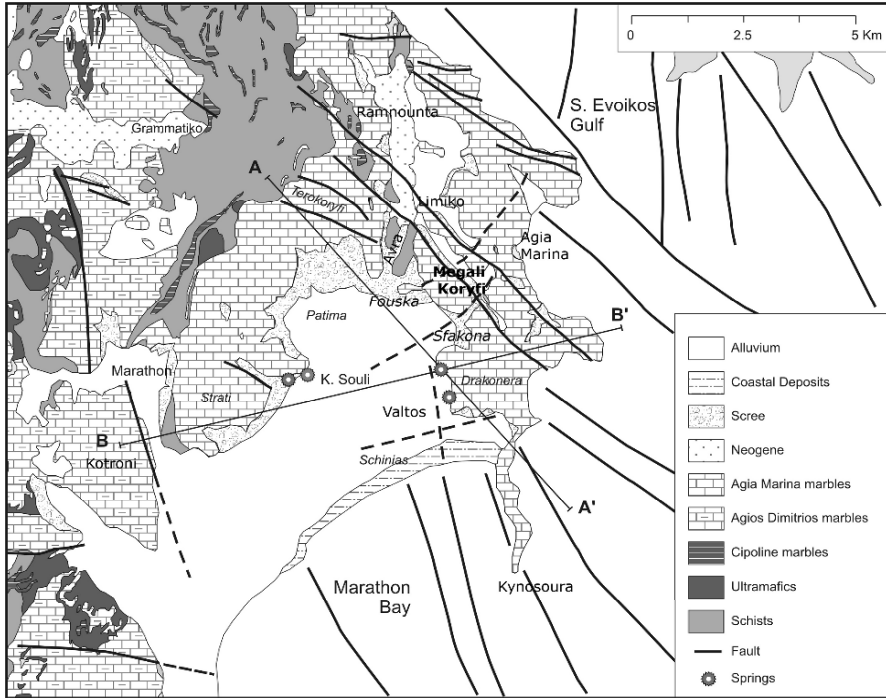 0 2.5 5 Km
S. Evoikos
Gulf
Ramnounta
Grammatiko
A
Terokoryfi
Limiko
Avra
Agia
Marina
Megali
Koryfi
Fouska
Patima
Sfakona
B'
Marathon
K. Souli
Drakonera
Strati
Valtos
B
Kotroni
Schinias
A'
Marathon
Bay
Kynosoura
Alluvium
Coastal Deposits
Scree
Neogene
Agia Marina marbles
Agios Dimitrios marbles
Cipoline marbles
Ultramafics
Schists
Fault
Springs